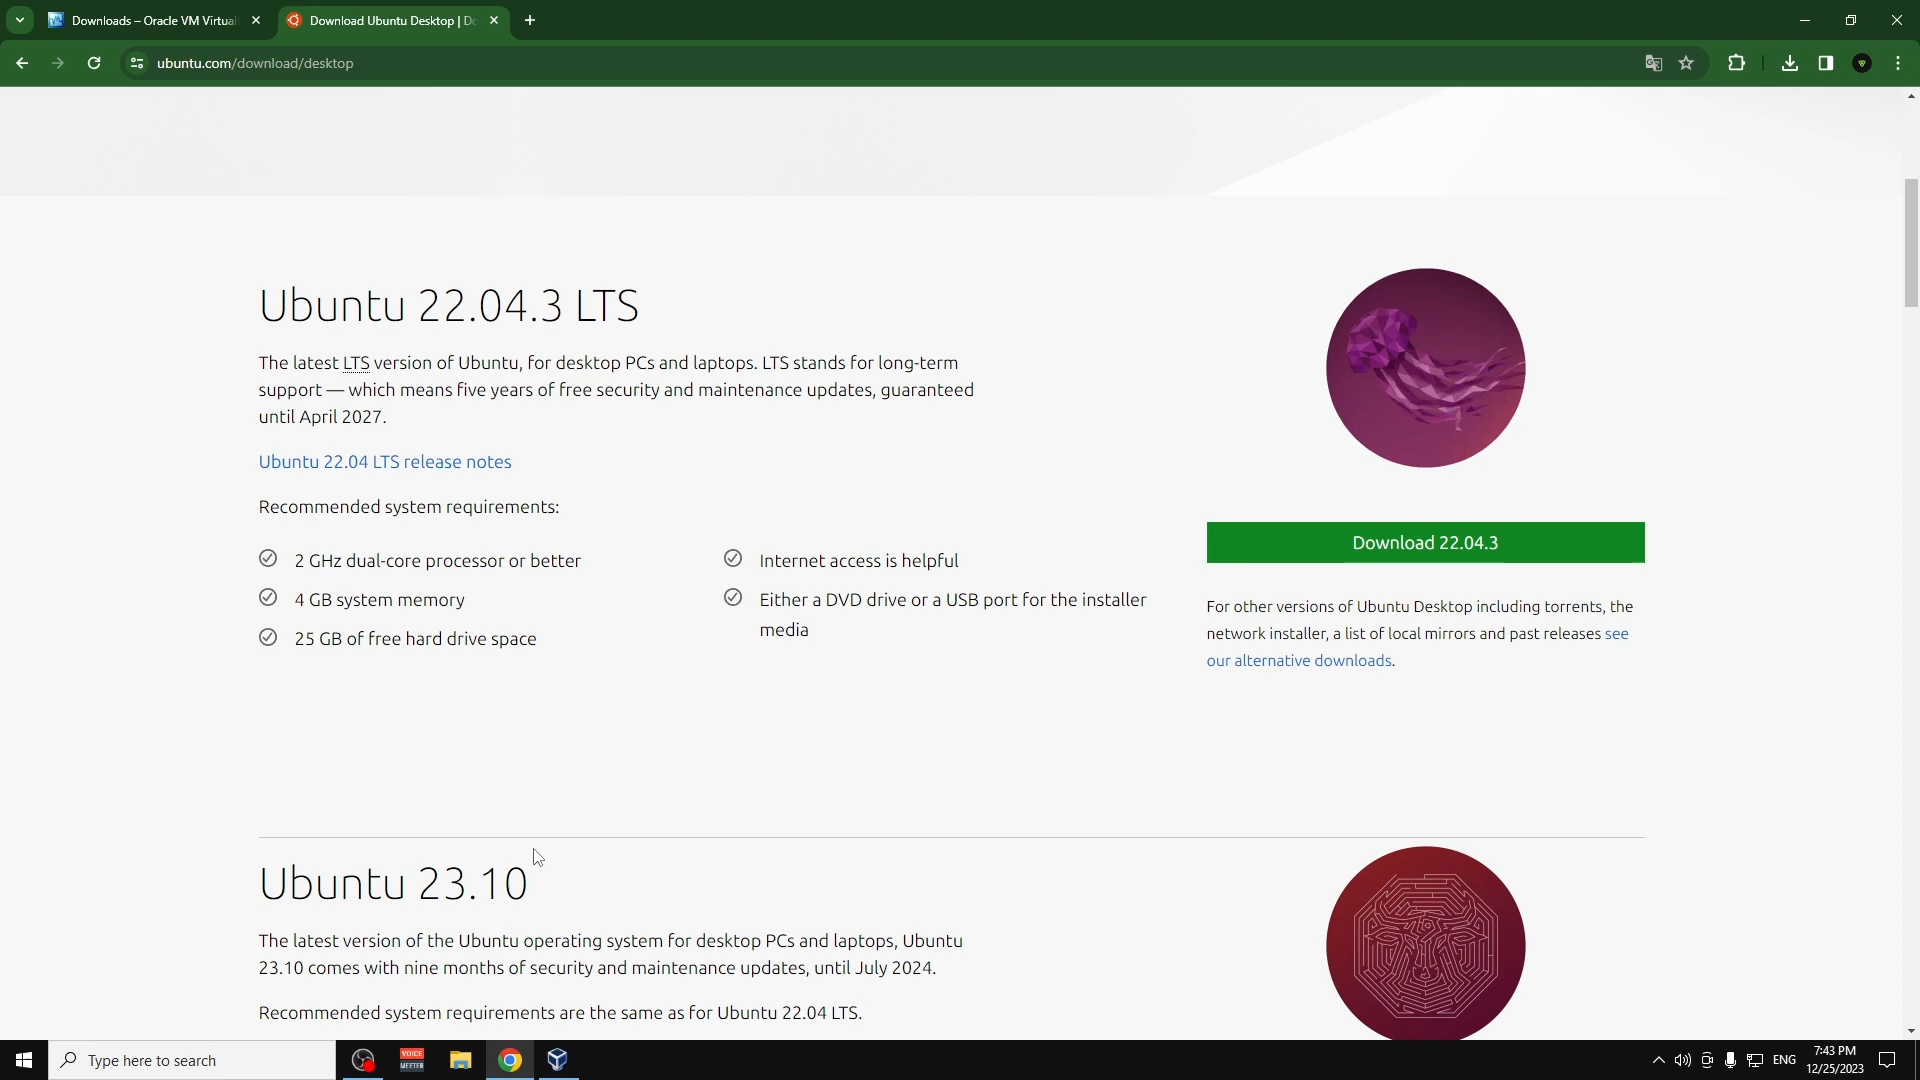 Downloads – Oracle VM Virtual
Download Ubuntu Desktop | Do
ubuntu.com/download/desktop
Ubuntu 22.04.3 LTS
The latest LTS version of Ubuntu, for desktop PCs and laptops. LTS stands for long-term
support — which means five years of free security and maintenance updates, guaranteed
until April 2027.
Ubuntu 22.04 LTS release notes
Recommended system requirements:
2 GHz dual-core processor or better
4 GB system memory
25 GB of free hard drive space
Internet access is helpful
Either a DVD drive or a USB port for the installer
media
Download 22.04.3
For other versions of Ubuntu Desktop including torrents, the
network installer, a list of local mirrors and past releases see
our alternative downloads.
Ubuntu 23.10
The latest version of the Ubuntu operating system for desktop PCs and laptops, Ubuntu
23.10 comes with nine months of security and maintenance updates, until July 2024.
Recommended system requirements are the same as for Ubuntu 22.04 LTS.
Type here to search
VOICE
MEETER
ENG
7:43 PM
12/25/2023